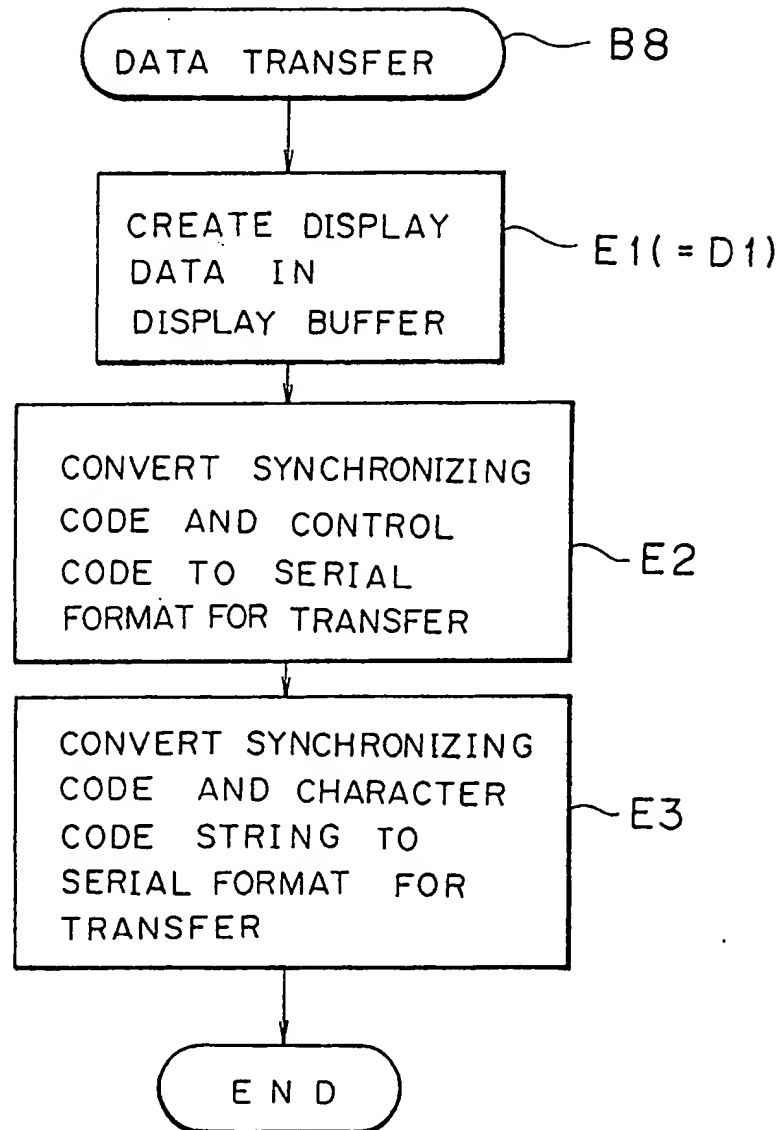 DATA TRANSFER
B8
CREATE DISPLAY
DATA IN
DISPLAY BUFFER
E1(=D1)
CONVERT SYNCHRONIZING
CODE AND CONTROL
CODE TO SERIAL
FORMAT FOR TRANSFER
E2
CONVERT SYNCHRONIZING
CODE AND CHARACTER
CODE STRING TO
SERIAL FORMAT FOR
TRANSFER
E3
END